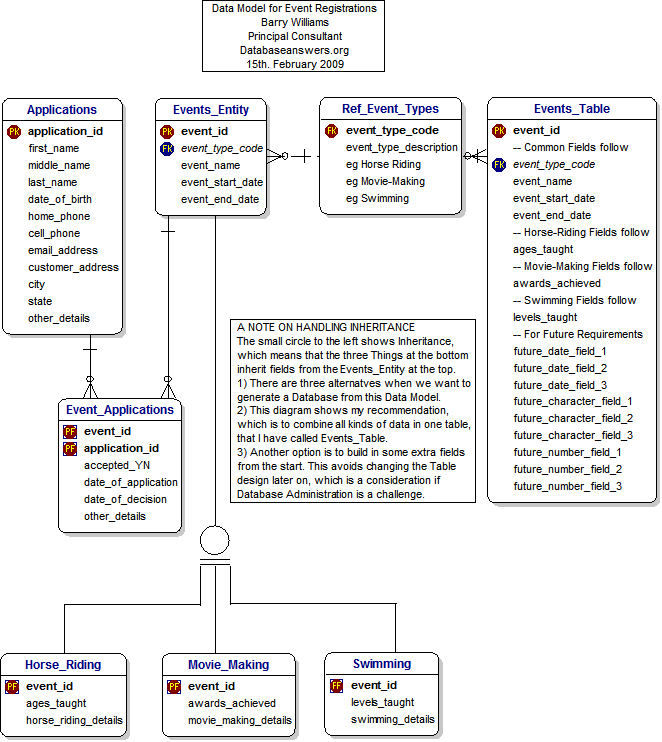 Data Model for Event Registrations
Barry Williams
Principal Consultant
Databaseanswers.org
15th. February 2009
Applications
PK application_id
first_name
middle_name
last_name
date_of_birth
home_phone
cell_phone
email_address
customer_address
city
state
other_details
Events_Entity
PK event_id
FK event_type_code
event_name
event_start_date
event_end_date
Ref_Event_Types
FK event_type_code
event_type_description
eg Horse Riding
eg Movie-Making
eg Swimming
Events_Table
PK event_id
-- Common Fields follow
FK event_type_code
event_name
event_start_date
event_end_date
-- Horse-Riding Fields follow
ages_taught
-- Movie-Making Fields follow
awards_achieved
-- Swimming Fields follow
levels_taught
-- For Future Requirements
future_date_field_1
future_date_field_2
future_date_field_3
future_character_field_1
future_character_field_2
future_character_field_3
future_number_field_1
future_number_field_2
future_number_field_3
A NOTE ON HANDLING INHERITANCE
The small circle to the left shows Inheritance,
which means that the three Things at the bottom
inherit fields from the Events_Entity at the top.
1) There are three alternatves when we want to
generate a Database from this Data Model.
2) This diagram shows my recommendation,
which is to combine all kinds of data in one table,
that I have called Events_Table.
3) Another option is to build in some extra fields
from the start. This avoids changing the Table
design later on, which is a consideration if
Database Administration is a challenge.
Event_Applications
PF event_id
PF application_id
accepted_YN
date_of_application
date_of_decision
other_details
Horse_Riding
PF event_id
ages_taught
horse_riding_details
Movie_Making
PF event_id
awards_achieved
movie_making_details
Swimming
PF event_id
levels_taught
swimming_details